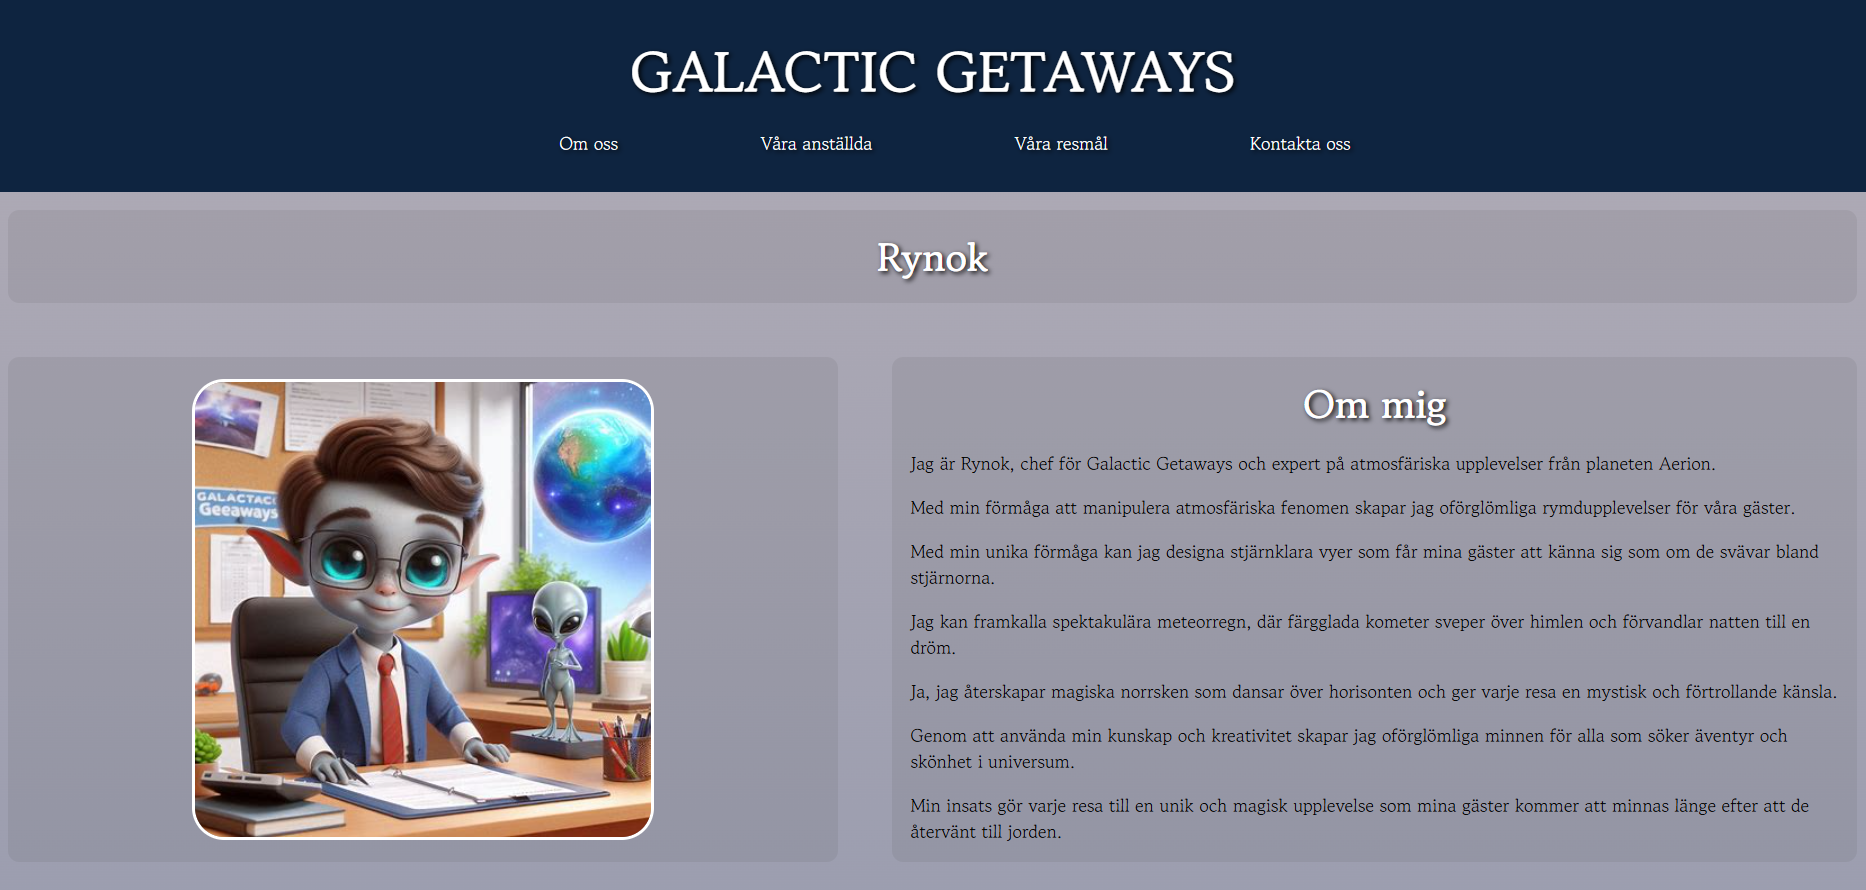 GALACTIC GETAWAYS
Om oss
Våra anställda
Våra resmål
Kontakta oss
Rynok
GALACTAC
Geeaways
Om mig
Jag är Rynok, chef för Galactic Getaways och expert på atmosfäriska upplevelser från planeten Aerion.
Med min förmåga att manipulera atmosfäriska fenomen skapar jag oförglömliga rymdupplevelser för våra gäster.
Med min unika förmåga kan jag designa stjärnklara vyer som får mina gäster att känna sig som om de svävar bland
stjärnorna.
Jag kan framkalla spektakulära meteorregn, där färgglada kometer sveper över himlen och förvandlar natten till en
dröm.
Ja, jag återskapar magiska norrsken som dansar över horisonten och ger varje resa en mystisk och förtrollande känsla.
Genom att använda min kunskap och kreativitet skapar jag oförglömliga minnen för alla som söker äventyr och
skönhet i universum.
Min insats gör varje resa till en unik och magisk upplevelse som mina gäster kommer att minnas länge efter att de
återvänt till jorden.